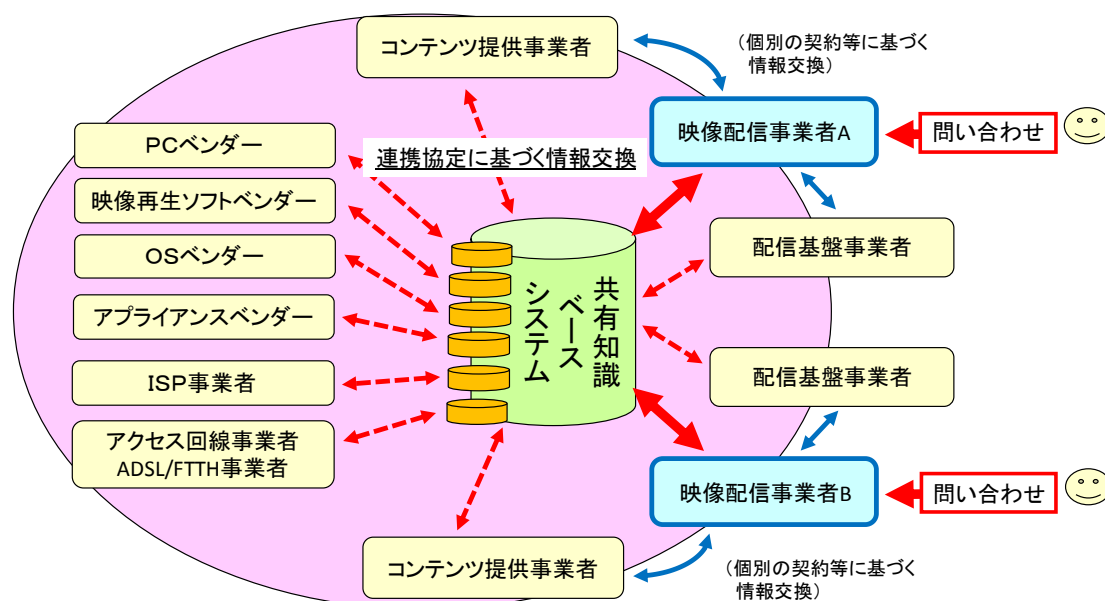 コンテンツ提供事業者
（個別の契約等に基づく
情報交換）
映像配信事業者A
問い合わせ
PCベンダー
連携協定に基づく情報交換
映像再生ソフトベンダー
OSベンダー
配信基盤事業者
アプライアンスベンダー
共有知識
ベース
システム
ISP事業者
配信基盤事業者
アクセス回線事業者
ADSL/FTTH事業者
映像配信事業者B
問い合わせ
コンテンツ提供事業者
（個別の契約等に基づく
情報交換）